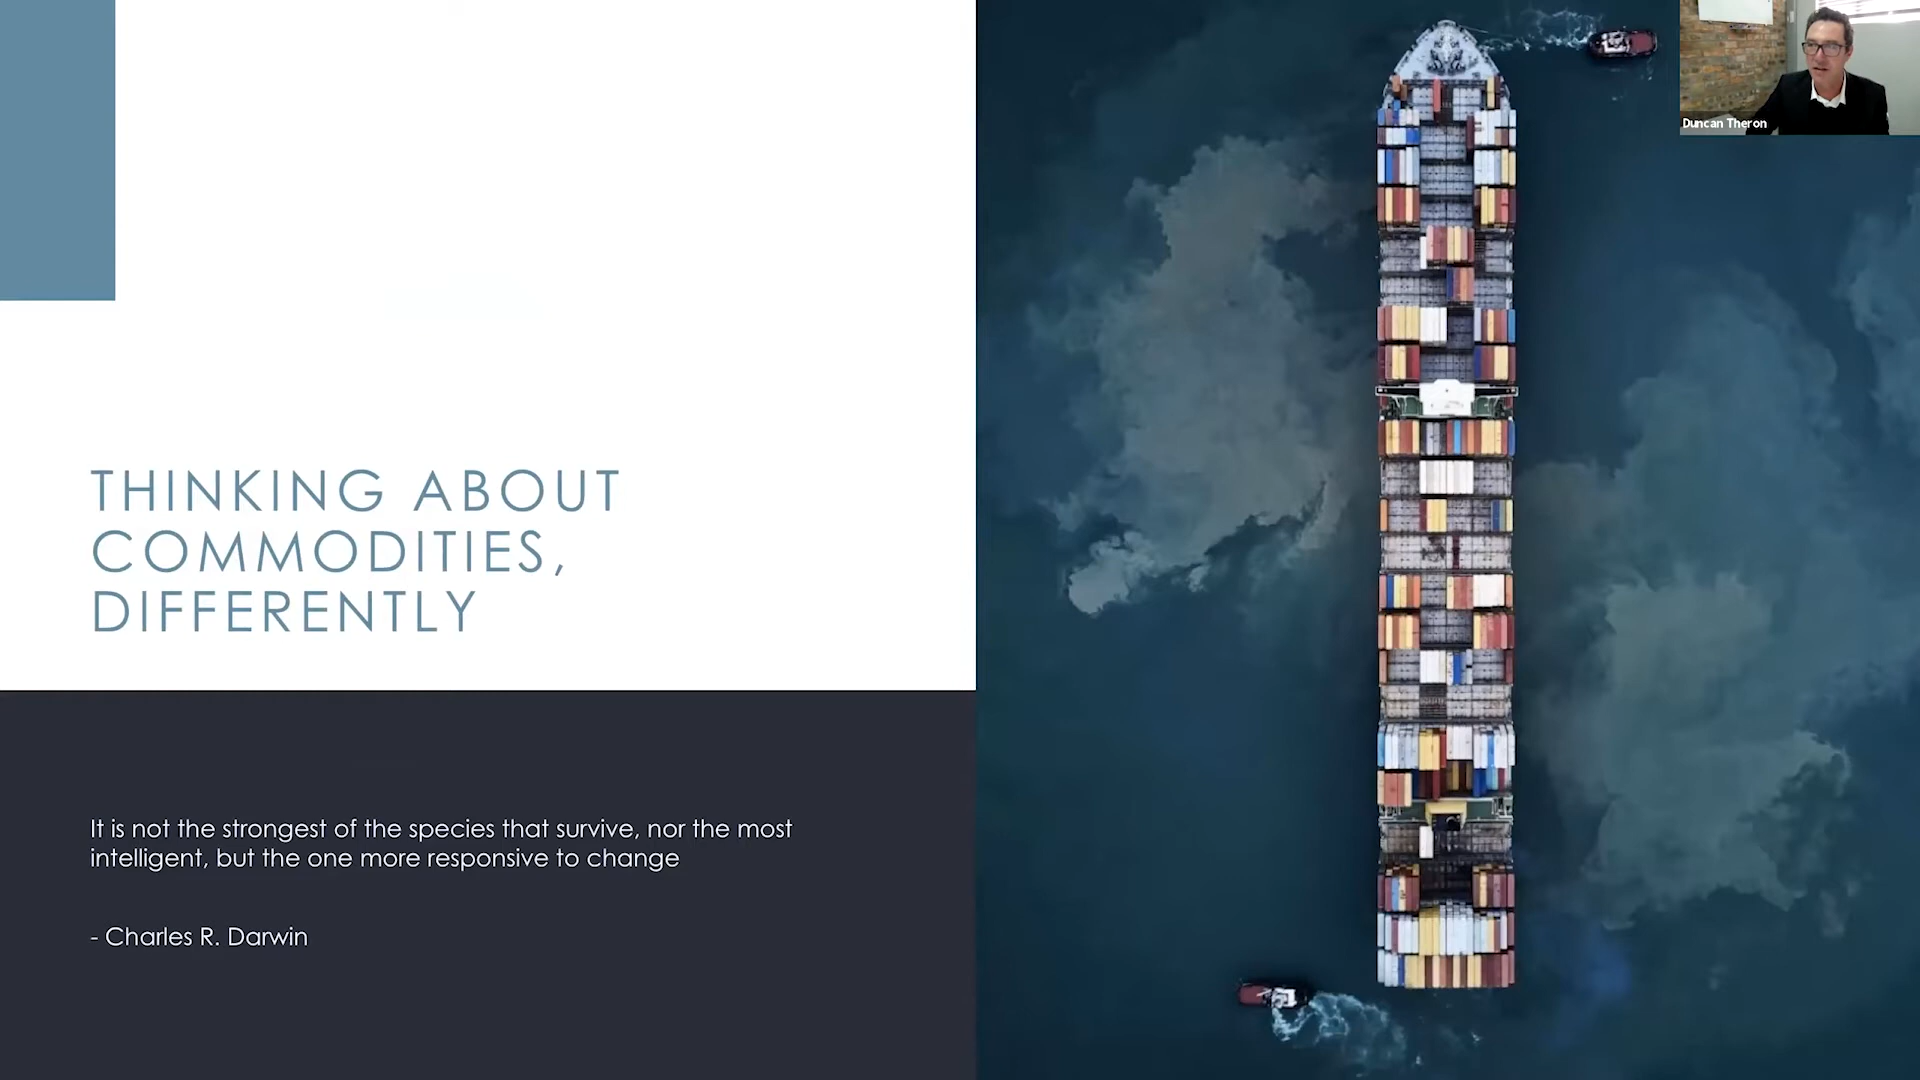 THINKING ABOUT
COMMODITIES,
DIFFERENTLY
It is not the strongest of the species that survive, nor the most
intelligent, but the one more responsive to change
- Charles R. Darwin
Duncan Theron